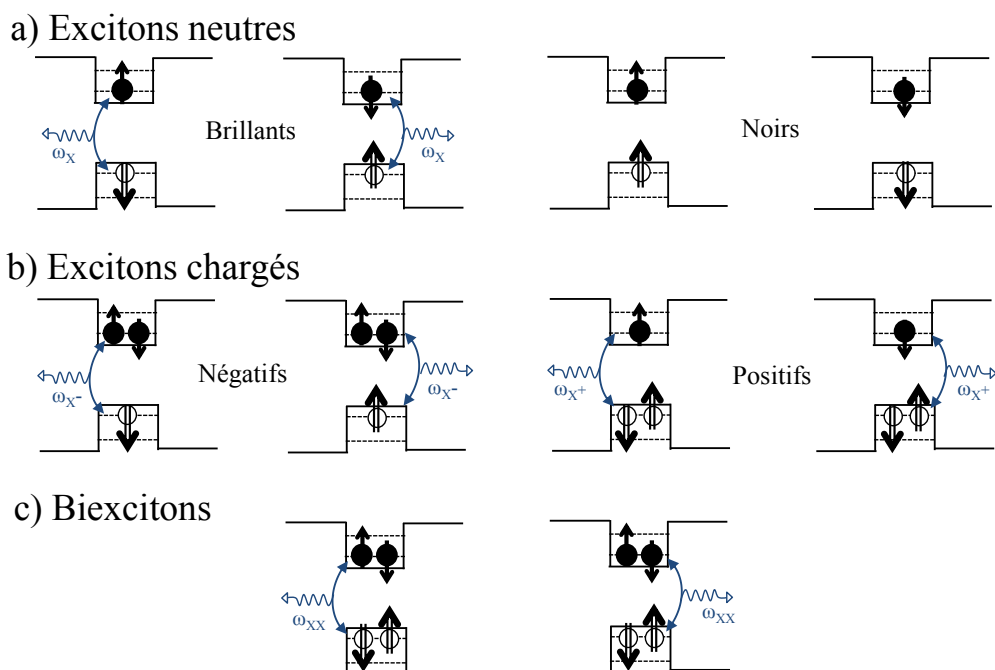 a) Excitons neutres
Brillants
Noirs
ωX
ωX
b) Excitons chargés
Négatifs
Positifs
ωX-
ωX-
ωX+
ωX+
c) Biexcitons
ωXX
ωXX